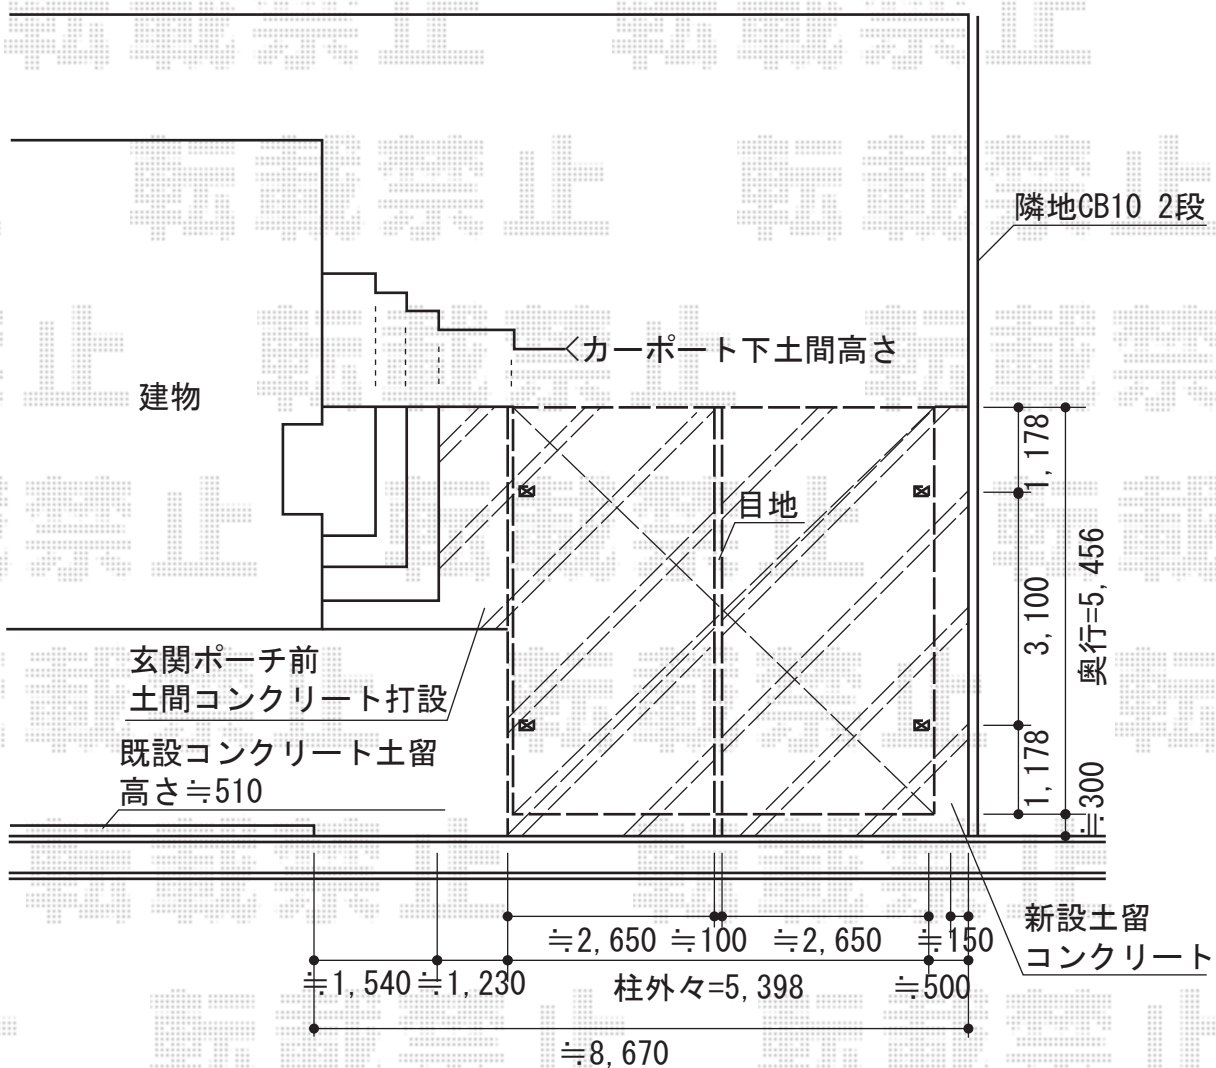 転載禁止
隣地CB10 2段
カーポート下土間高さ
建物
目地
1,178
3,100
1,178
奥行=5,456
≒300
玄関ポーチ前
土間コンクリート打設
既設コンクリート土留
高さ≒510
新設土留
コンクリート
≒2,650
≒100
≒2,650
≒150
≒1,540
≒1,230
柱外々=5,398
≒500
≒8,670